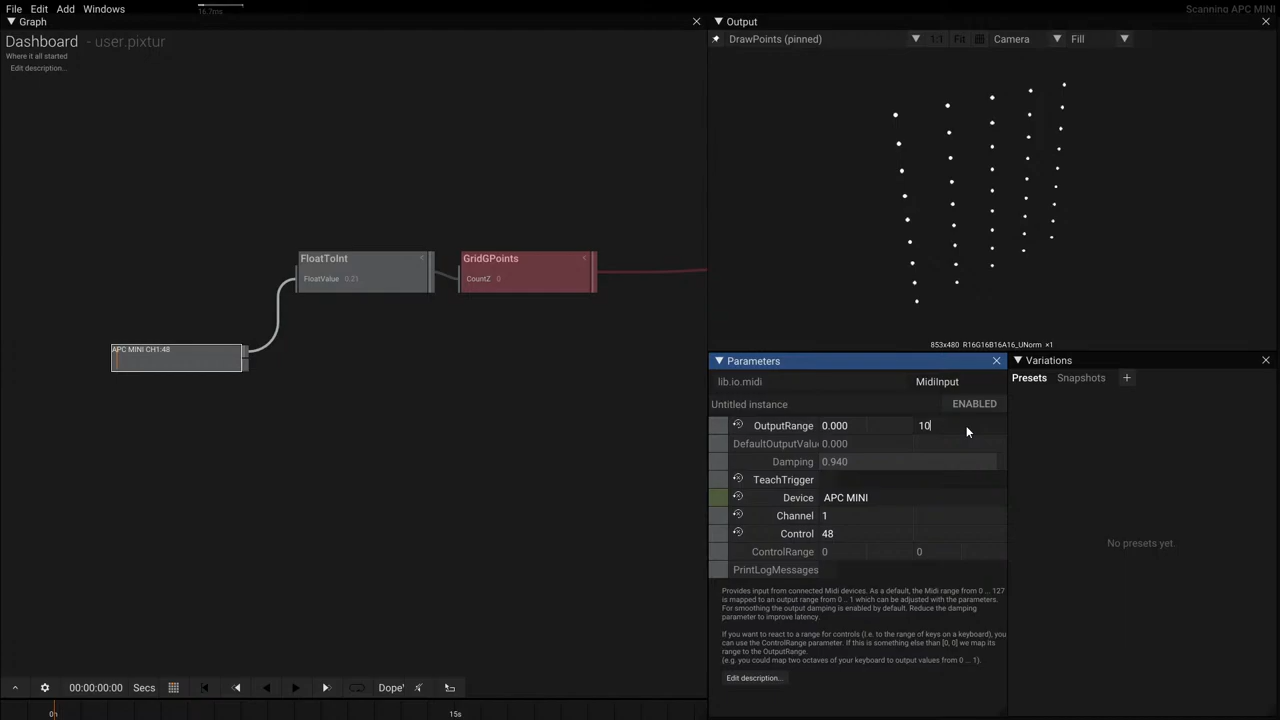 File Edit Add Windows
16.7ms
Scanning APC MINI
Graph
Dashboard - user.pixtur
Where it all started
Edit description...
FloatToInt
FloatValue 0.21
GridGPoints
CountZ 0
APC MINI CH1:48
00:00:00:00 Secs
Dope'
0h
15s
Output
DrawPoints (pinned) 1:1 Fit Camera Fill
853x480 R16G16B16A16_UNorm ×1
Parameters
lib.io.midi MidiInput
Untitled instance ENABLED
OutputRange 0.000 10
DefaultOutputValu 0.000
Damping 0.940
TeachTrigger
Device APC MINI
Channel 1
Control 48
ControlRange 0 0
PrintLogMessages
Provides input from connected Midi devices. As a default, the Midi range from 0 ... 127
is mapped to an output range from 0 .. 1 which can be adjusted with the parameters.
For smoothing the output damping is enabled by default. Reduce the damping
parameter to improve latency.
If you want to react to a range for controls (I.e. to the range of keys on a keyboard), you
can use the ControlRange parameter. If this is something else than [0, 0] we map its
range to the OutputRange.
(e.g. you could map two octaves of your keyboard to output values from 0 ... 1).
Edit description...
Variations
Presets Snapshots +
No presets yet.